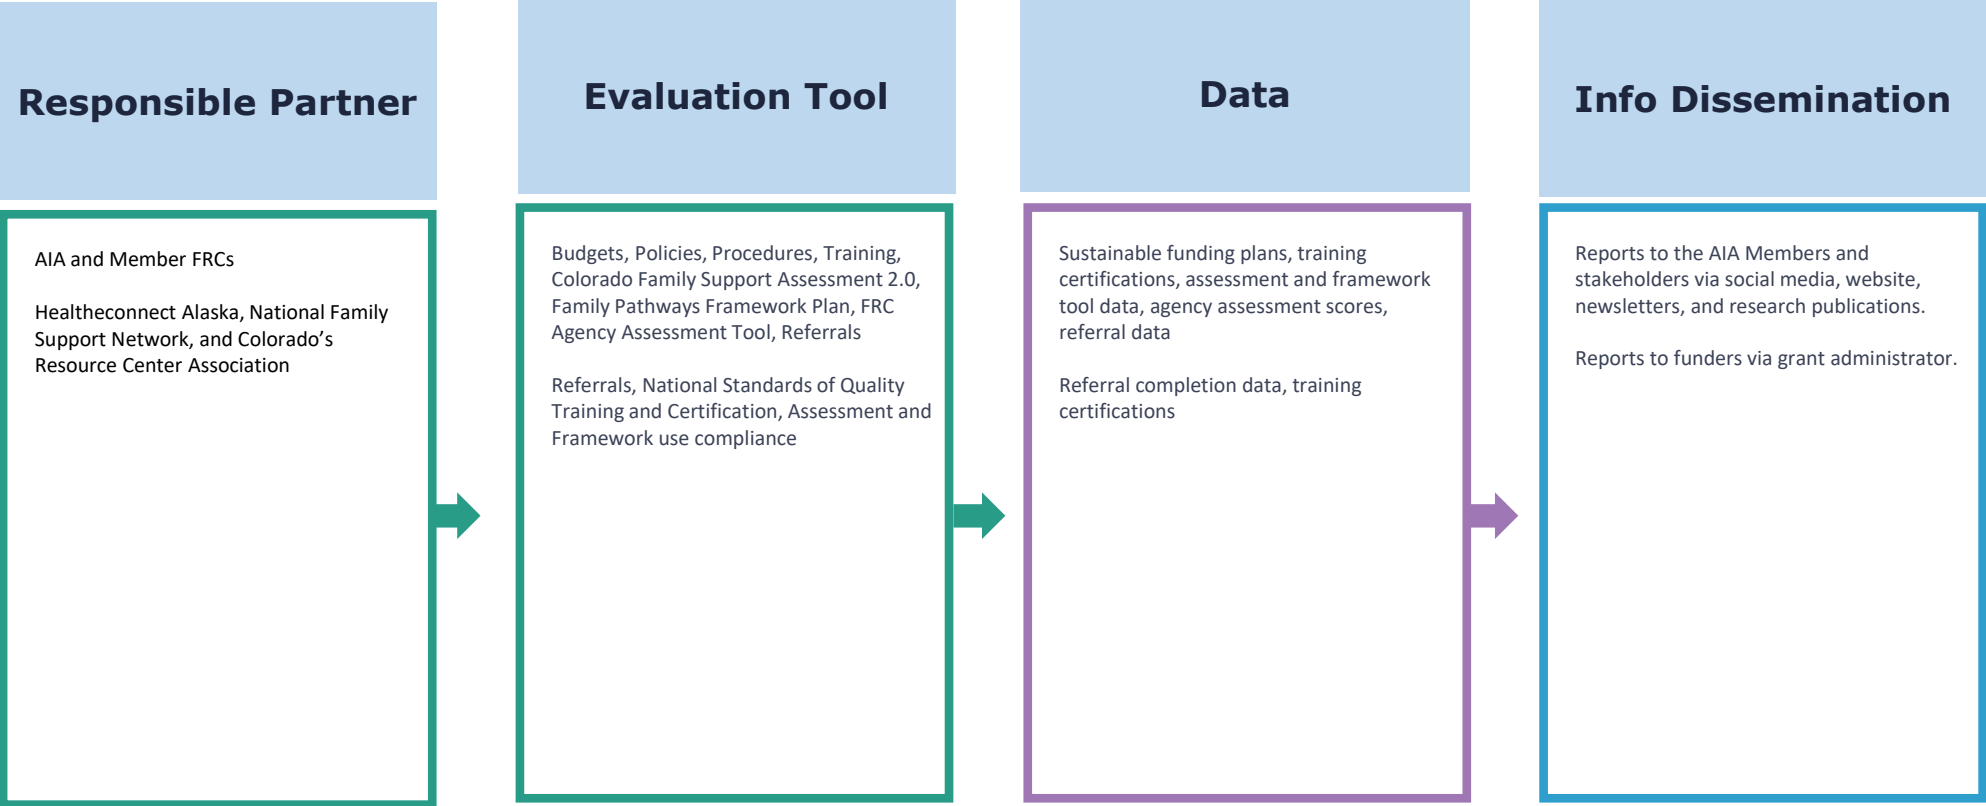 Responsible Partner
AIA and Member FRCs
Healtheconnect Alaska, National Family
Support Network, and Colorado’s
Resource Center Association
Evaluation Tool
Budgets, Policies, Procedures, Training,
Colorado Family Support Assessment 2.0,
Family Pathways Framework Plan, FRC
Agency Assessment Tool, Referrals
Referrals, National Standards of Quality
Training and Certification, Assessment and
Framework use compliance
Data
Sustainable funding plans, training
certifications, assessment and framework
tool data, agency assessment scores,
referral data
Referral completion data, training
certifications
Info Dissemination
Reports to the AIA Members and
stakeholders via social media, website,
newsletters, and research publications.
Reports to funders via grant administrator.